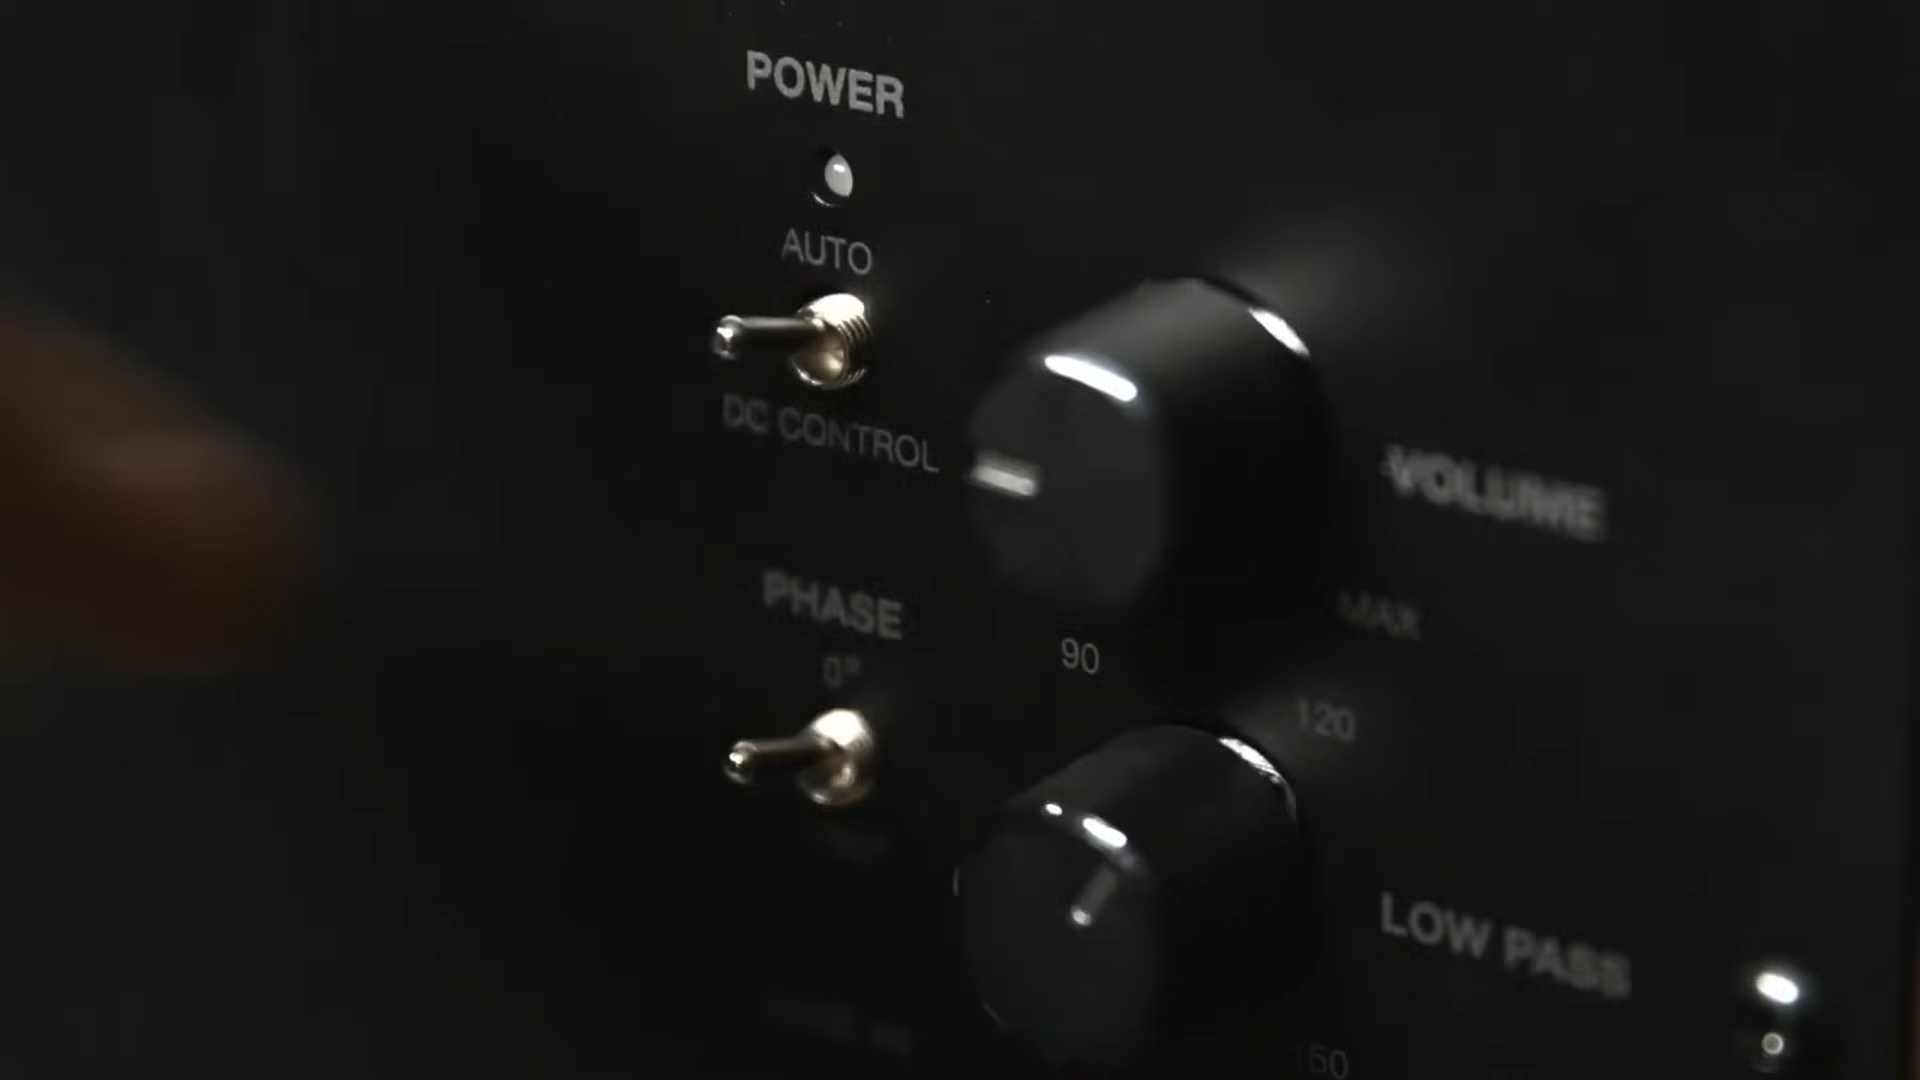 POWER
AUTO
DC CONTROL
VOLUME
MAX
PHASE
0°
90
120
LOW PASS
150